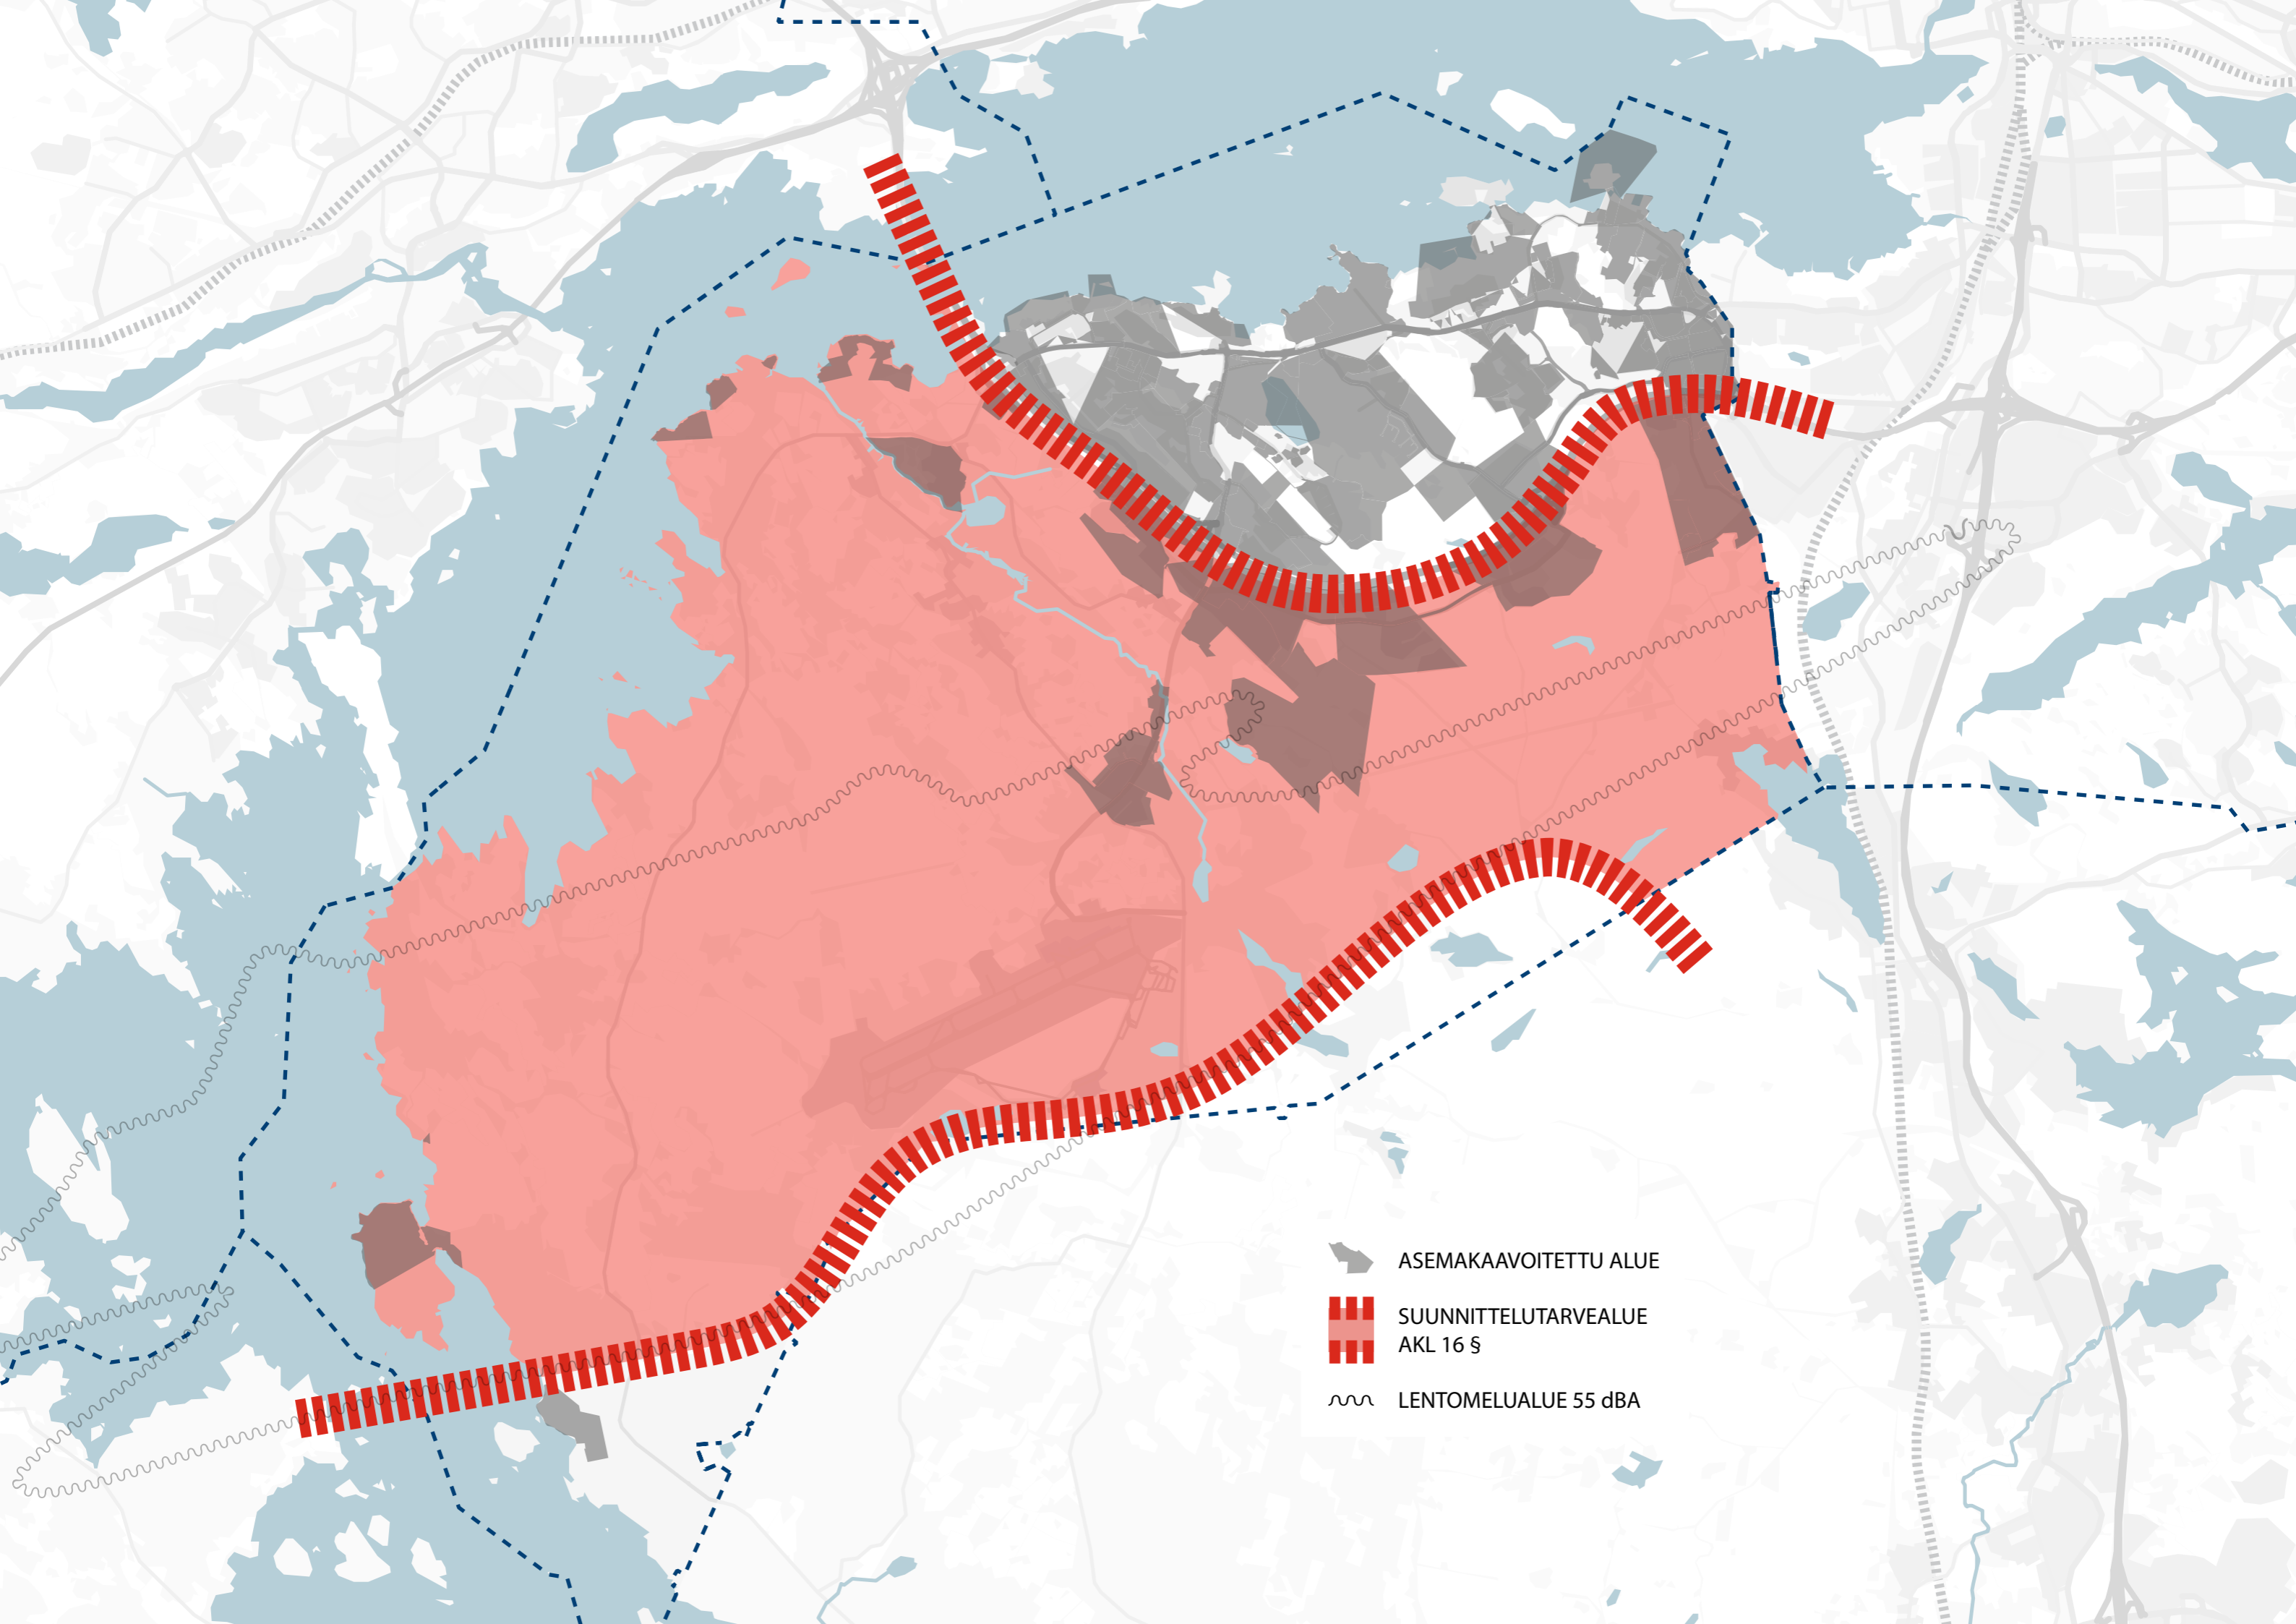 ASEMAKAAVOITETTU ALUE
SUUNNITTELUTARVEALUE
AKL 16 §
LENTOMELUALUE 55 dBA